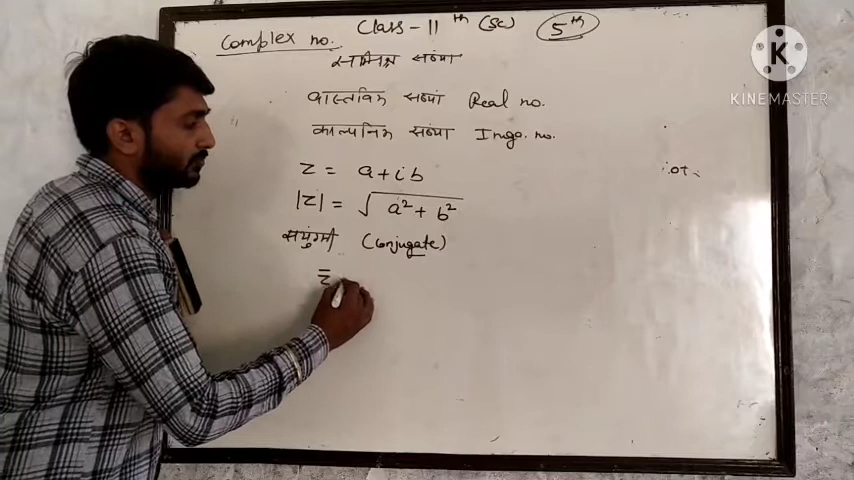 Complex no. Class-11th (Sc) 5th
सम्मिश्र संख्या
वास्तविक संख्या Real no.
काल्पनिक संख्या Imgo. no.
z = a+ib
|z| = √a²+b²
संयुग्मी (Conjugate)
z̄
KINEMASTER